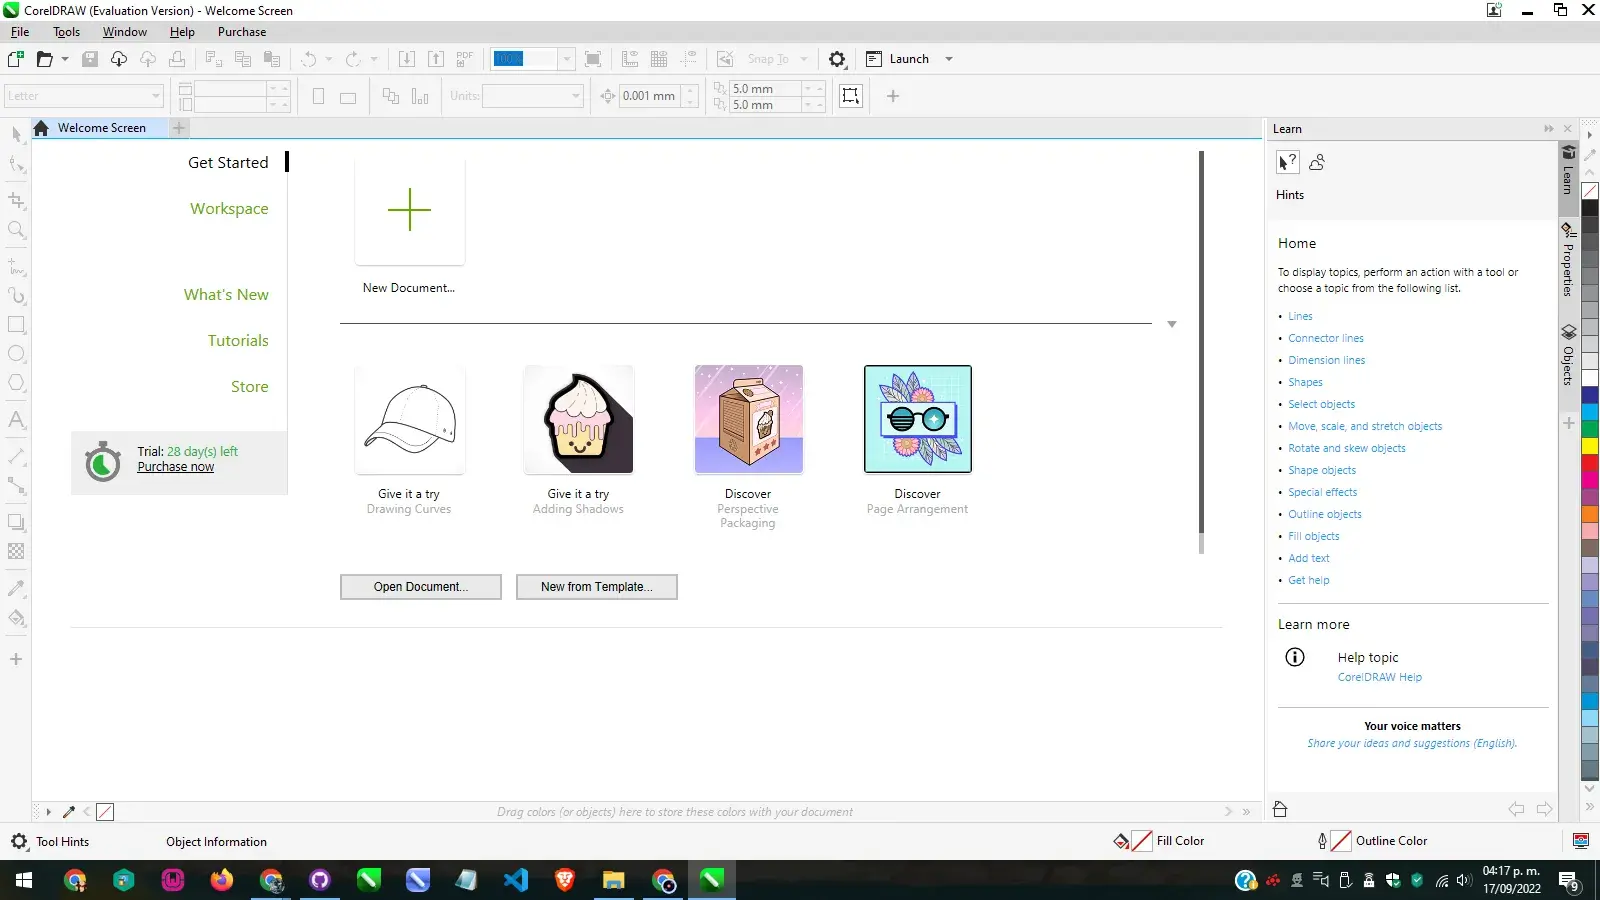 CorelDRAW (Evaluation Version) - Welcome Screen
File Tools Window Help Purchase
PDF
Snap To
Launch
Letter
Units:
0.001 mm
5.0 mm
5.0 mm
Welcome Screen
Get Started
Workspace
What's New
Tutorials
Store
Trial: 28 day(s) left
Purchase now
New Document...
Give it a try
Drawing Curves
Give it a try
Adding Shadows
Discover
Perspective
Packaging
Discover
Page Arrangement
Open Document...
New from Template...
Learn
Hints
Home
To display topics, perform an action with a tool or
choose a topic from the following list.
• Lines
• Connector lines
• Dimension lines
• Shapes
• Select objects
• Move, scale, and stretch objects
• Rotate and skew objects
• Shape objects
• Special effects
• Outline objects
• Fill objects
• Add text
• Get help
Learn more
Help topic
CorelDRAW Help
Your voice matters
Share your ideas and suggestions (English).
Learn
Properties
Objects
Drag colors (or objects) here to store these colors with your document
Tool Hints
Object Information
Fill Color
Outline Color
04:17 p. m.
17/09/2022
9